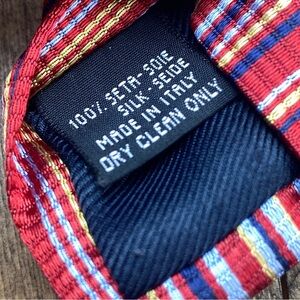 100% SETA-SOIE
SILK SEIDE
MADE IN ITALY
DRY CLEAN ONLY